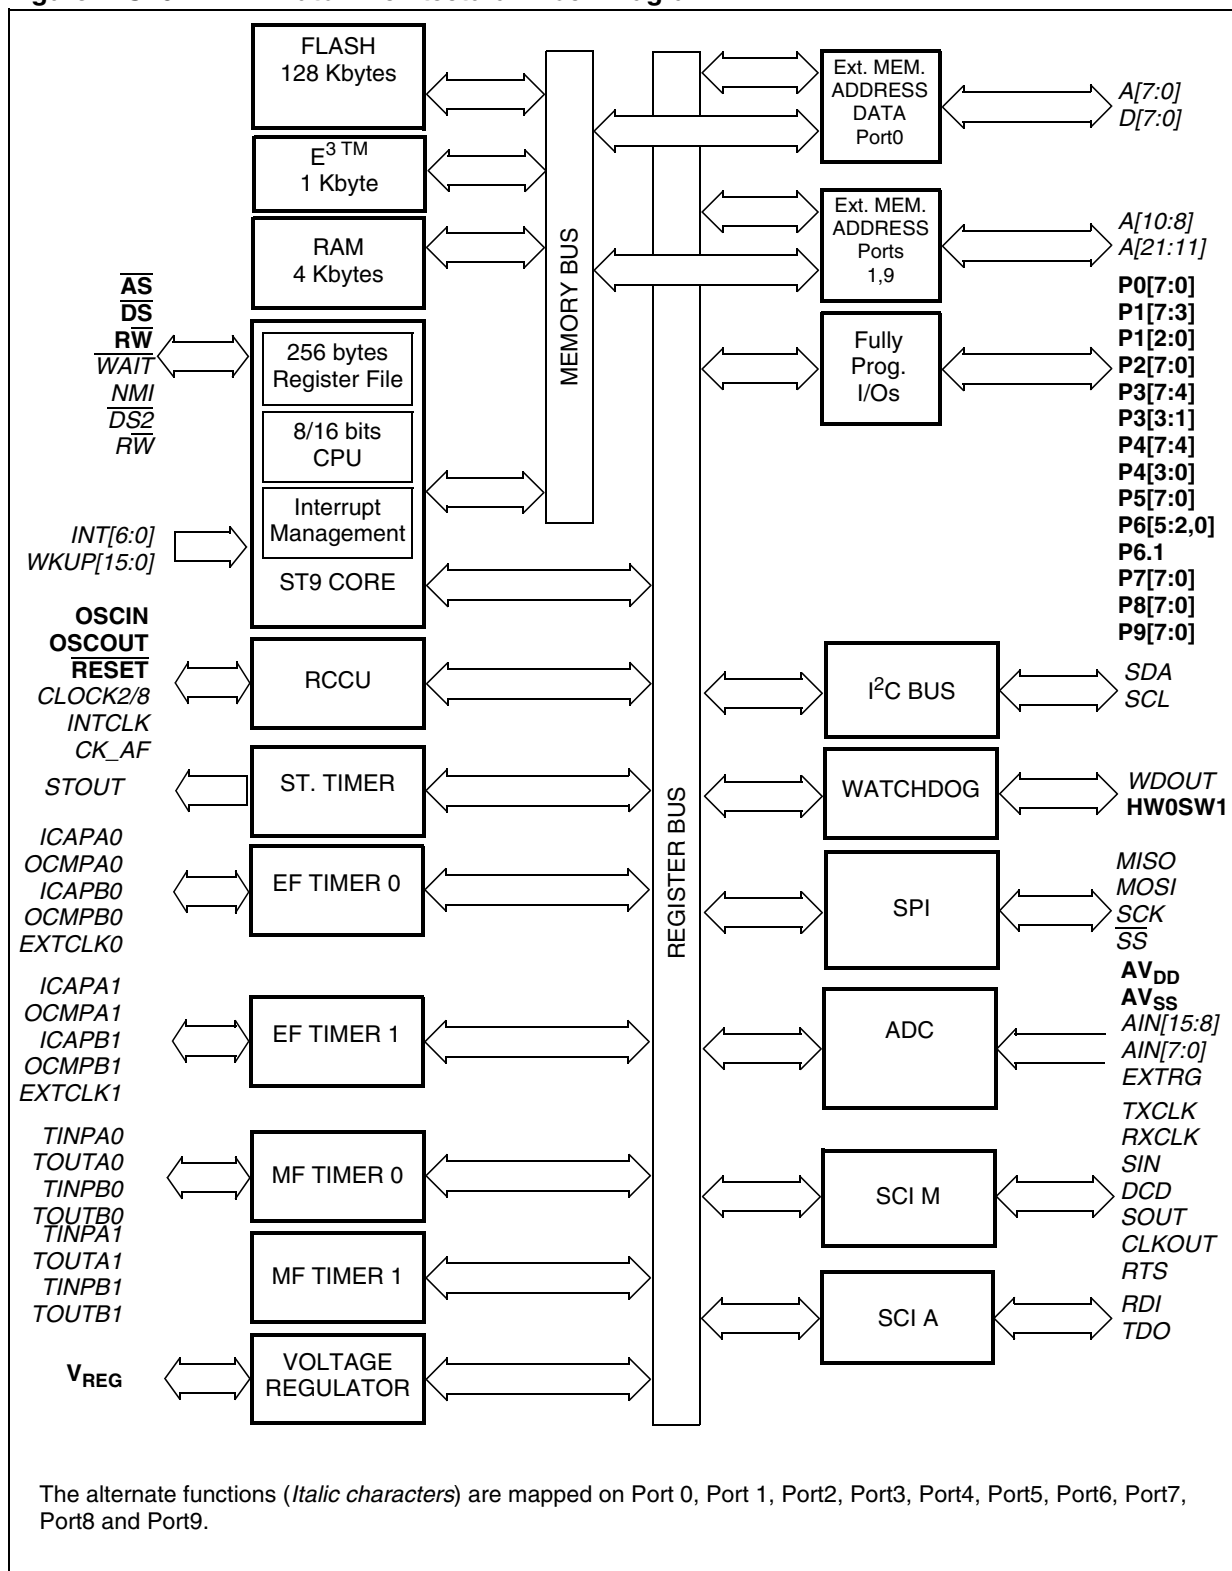 FLASH
128 Kbytes
E3 TM
1 Kbyte
RAM
4 Kbytes
A̅S̅
D̅S̅
RW̅
W̅A̅I̅T̅
NMI
D̅S̅2̅
RW̅
256 bytes
Register File
8/16 bits
CPU
Interrupt
Management
ST9 CORE
INT[6:0]
WKUP[15:0]
OSCIN
OSCOUT
R̅E̅S̅E̅T̅
CLOCK2/8
INTCLK
CK_AF
RCCU
STOUT
ST. TIMER
ICAPA0
OCMPA0
ICAPB0
OCMPB0
EXTCLK0
EF TIMER 0
ICAPA1
OCMPA1
ICAPB1
OCMPB1
EXTCLK1
EF TIMER 1
TINPA0
TOUTA0
TINPB0
TOUTB0
MF TIMER 0
TINPA1
TOUTA1
TINPB1
TOUTB1
MF TIMER 1
VREG
VOLTAGE
REGULATOR
MEMORY BUS
REGISTER BUS
Ext. MEM.
ADDRESS
DATA
Port0
A[7:0]
D[7:0]
Ext. MEM.
ADDRESS
Ports
1,9
A[10:8]
A[21:11]
Fully
Prog.
I/Os
P0[7:0]
P1[7:3]
P1[2:0]
P2[7:0]
P3[7:4]
P3[3:1]
P4[7:4]
P4[3:0]
P5[7:0]
P6[5:2,0]
P6.1
P7[7:0]
P8[7:0]
P9[7:0]
I2C BUS
SDA
SCL
WATCHDOG
WDOUT
HW0SW1
SPI
MISO
MOSI
SCK
S̅S̅
ADC
AVDD
AVSS
AIN[15:8]
AIN[7:0]
EXTRG
SCI M
TXCLK
RXCLK
SIN
DCD
SOUT
CLKOUT
RTS
SCI A
RDI
TDO
The alternate functions (Italic characters) are mapped on Port 0, Port 1, Port2, Port3, Port4, Port5, Port6, Port7,
Port8 and Port9.